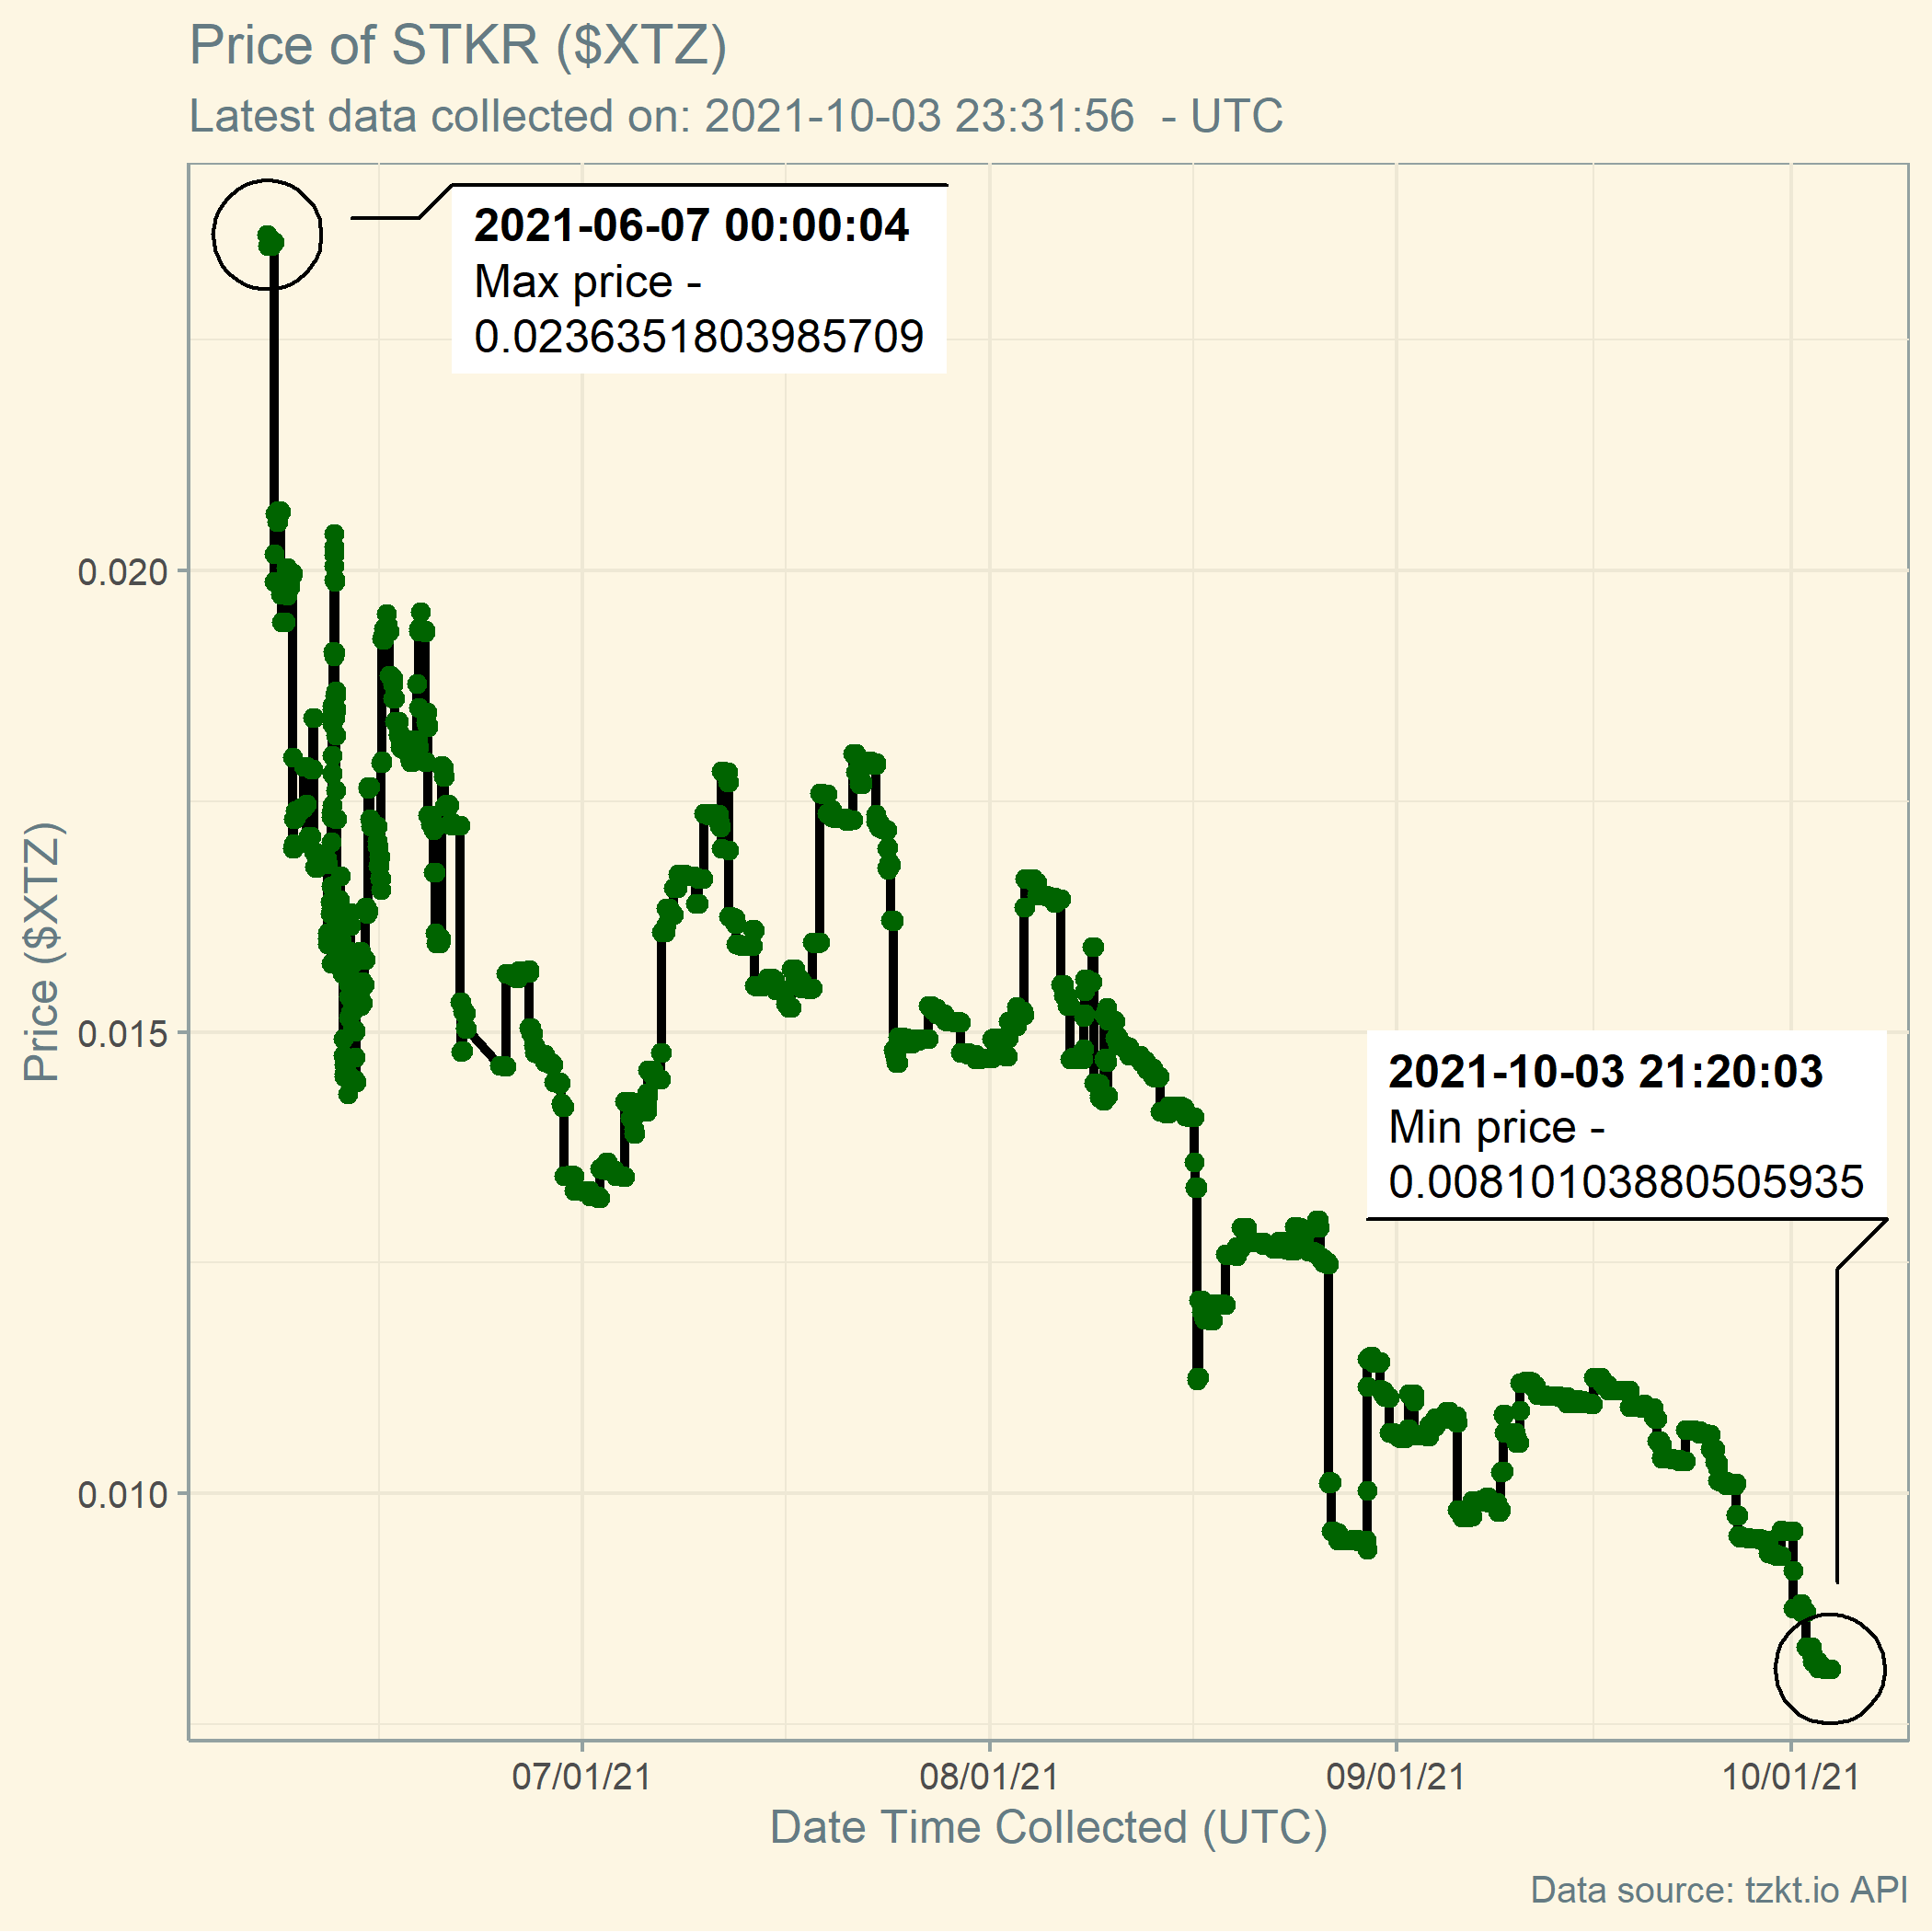 Price of STKR ($XTZ)
Latest data collected on: 2021-10-03 23:31:56  - UTC
2021-06-07 00:00:04
Max price -
0.0236351803985709
0.020
0.015
0.010
Price ($XTZ)
2021-10-03 21:20:03
Min price -
0.00810103880505935
07/01/21
08/01/21
09/01/21
10/01/21
Date Time Collected (UTC)
Data source: tzkt.io API